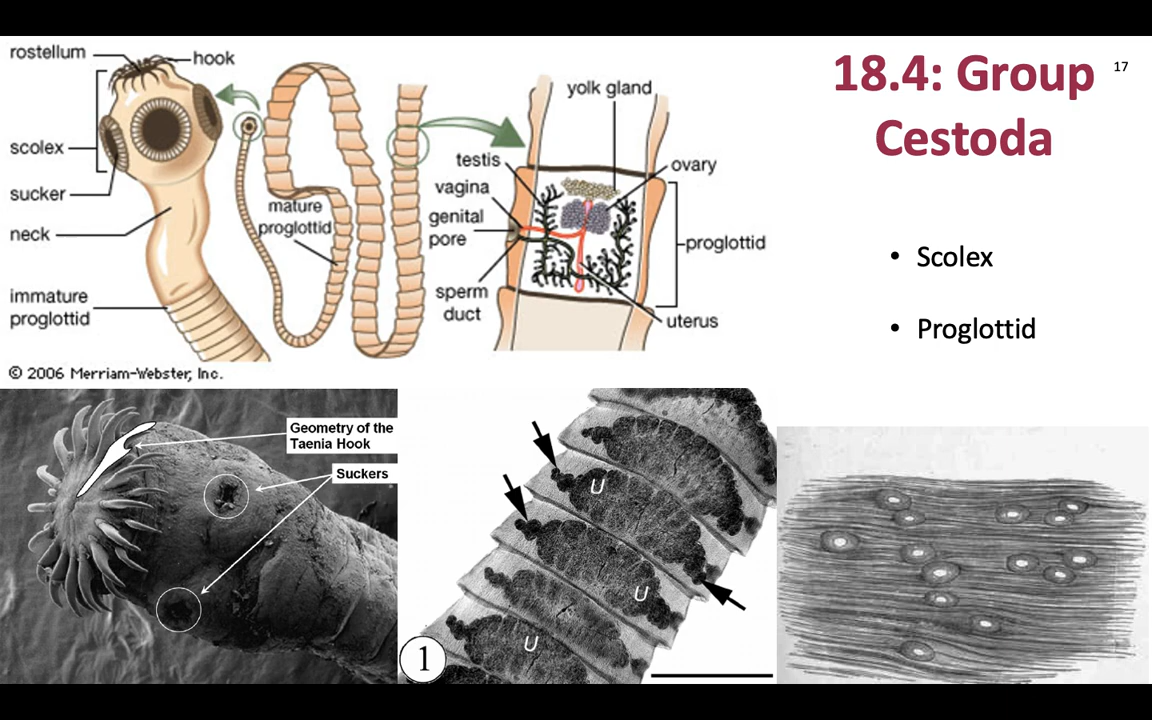 18.4: Group
Cestoda
17
• Scolex
• Proglottid
rostellum
hook
scolex
sucker
neck
immature
proglottid
mature
proglottid
yolk gland
testis
ovary
vagina
genital
pore
proglottid
sperm
duct
uterus
© 2006 Merriam-Webster, Inc.
Geometry of the
Taenia Hook
Suckers
U
U
U
1